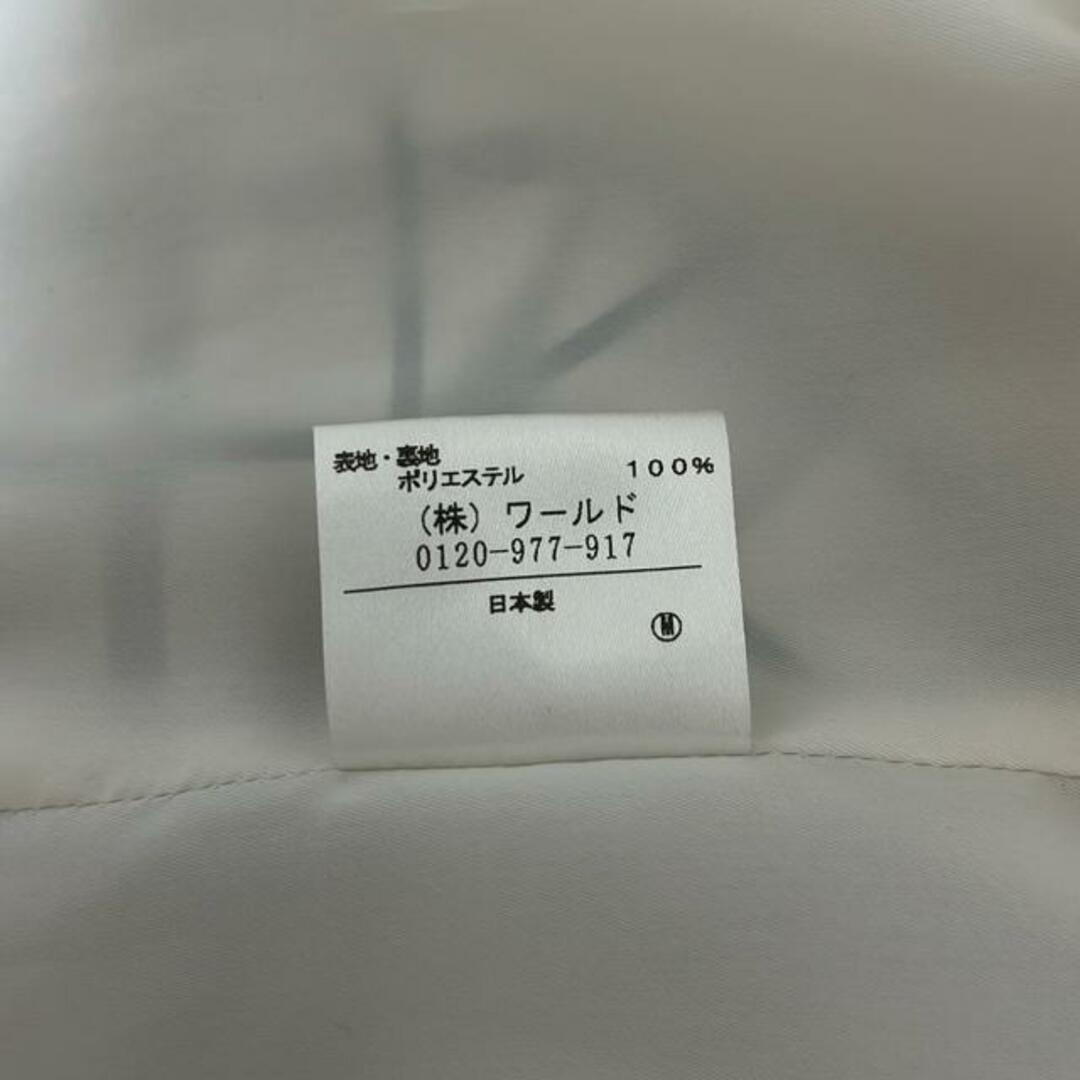 表地・裏地
ポリエステル 100%
(株) ワールド
0120-977-917
日本製
Ⓜ